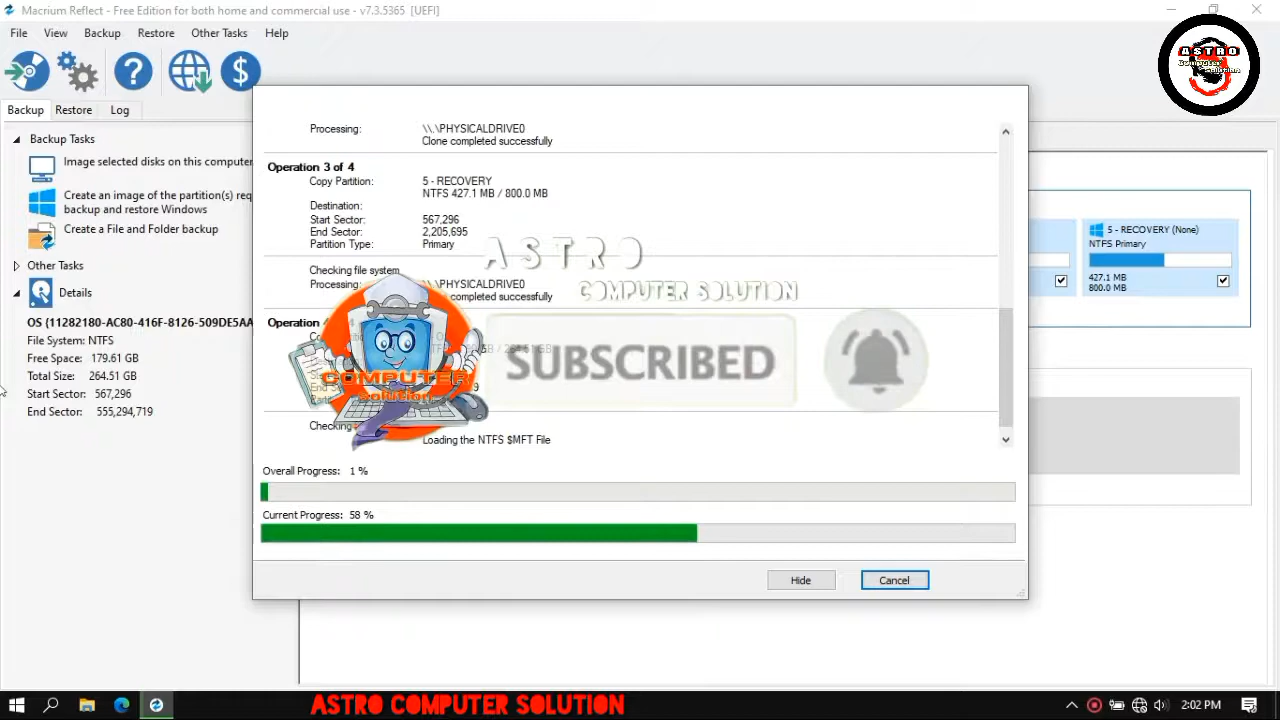 Macrium Reflect - Free Edition for both home and commercial use - v7.3.5365 [UEFI]
File View Backup Restore Other Tasks Help
ASTRO
Computer
Solution
Backup Restore Log
Backup Tasks
Image selected disks on this computer
Create an image of the partition(s) req
backup and restore Windows
Create a File and Folder backup
Other Tasks
Details
OS (11282180-AC80-416F-8126-509DE5AA
File System: NTFS
Free Space: 179.61 GB
Total Size: 264.51 GB
Start Sector: 567,296
End Sector: 555,294,719
Processing: \\.\PHYSICALDRIVE0
Clone completed successfully
Operation 3 of 4
Copy Partition: 5 - RECOVERY
NTFS 427.1 MB / 800.0 MB
Destination:
Start Sector: 567,296
End Sector: 2,205,695
Partition Type: Primary
Checking file system
Processing: \\.\PHYSICALDRIVE0
completed successfully
Operation
ASTRO
COMPUTER SOLUTION
SUBSCRIBED
COMPUTER
Solution
Checking
Loading the NTFS $MFT File
Overall Progress: 1 %
Current Progress: 58 %
Hide Cancel
5 - RECOVERY (None)
NTFS Primary
427.1 MB
800.0 MB
ASTRO COMPUTER SOLUTION
2:02 PM